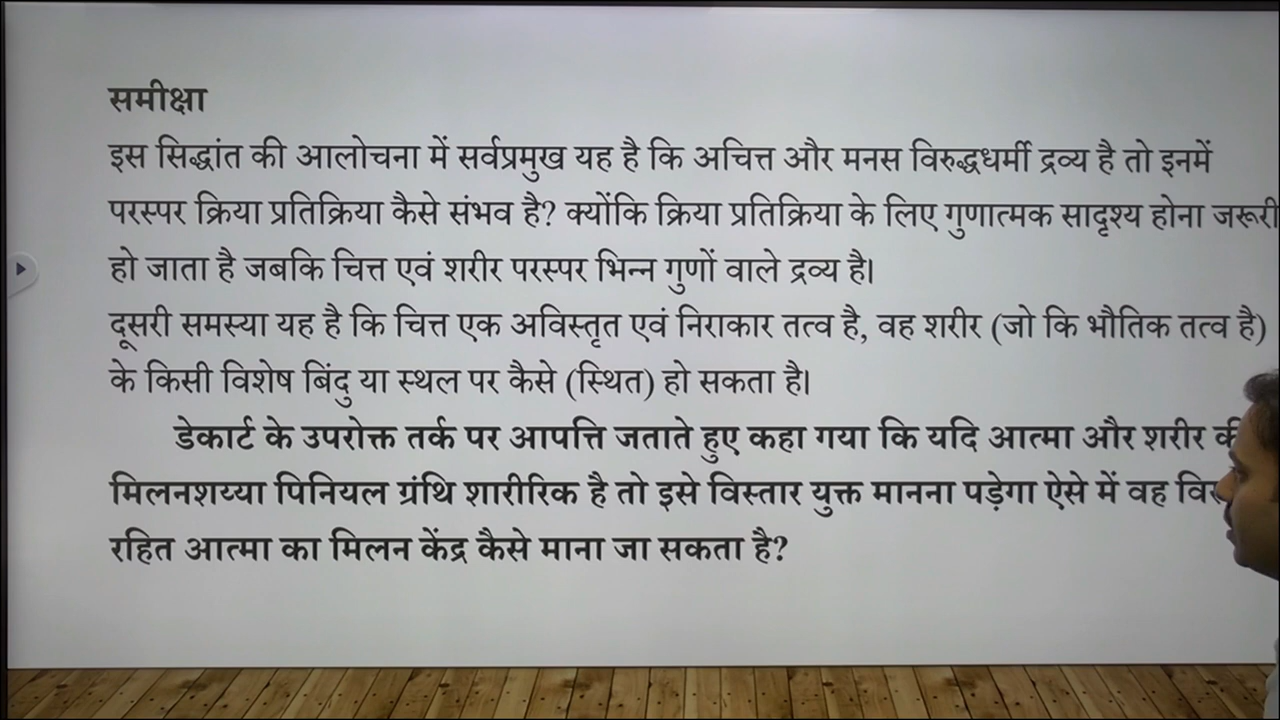 समीक्षा
इस सिद्धांत की आलोचना में सर्वप्रमुख यह है कि अचित्त और मनस विरुद्धधर्मी द्रव्य है तो इनमें
परस्पर क्रिया प्रतिक्रिया कैसे संभव है? क्योंकि क्रिया प्रतिक्रिया के लिए गुणात्मक सादृश्य होना जरूरी
हो जाता है जबकि चित्त एवं शरीर परस्पर भिन्न गुणों वाले द्रव्य है।
दूसरी समस्या यह है कि चित्त एक अविस्तृत एवं निराकार तत्व है, वह शरीर (जो कि भौतिक तत्व है)
के किसी विशेष बिंदु या स्थल पर कैसे (स्थित) हो सकता है।
डेकार्ट के उपरोक्त तर्क पर आपत्ति जताते हुए कहा गया कि यदि आत्मा और शरीर की
मिलनशय्या पिनियल ग्रंथि शारीरिक है तो इसे विस्तार युक्त मानना पड़ेगा ऐसे में वह
रहित आत्मा का मिलन केंद्र कैसे माना जा सकता है?